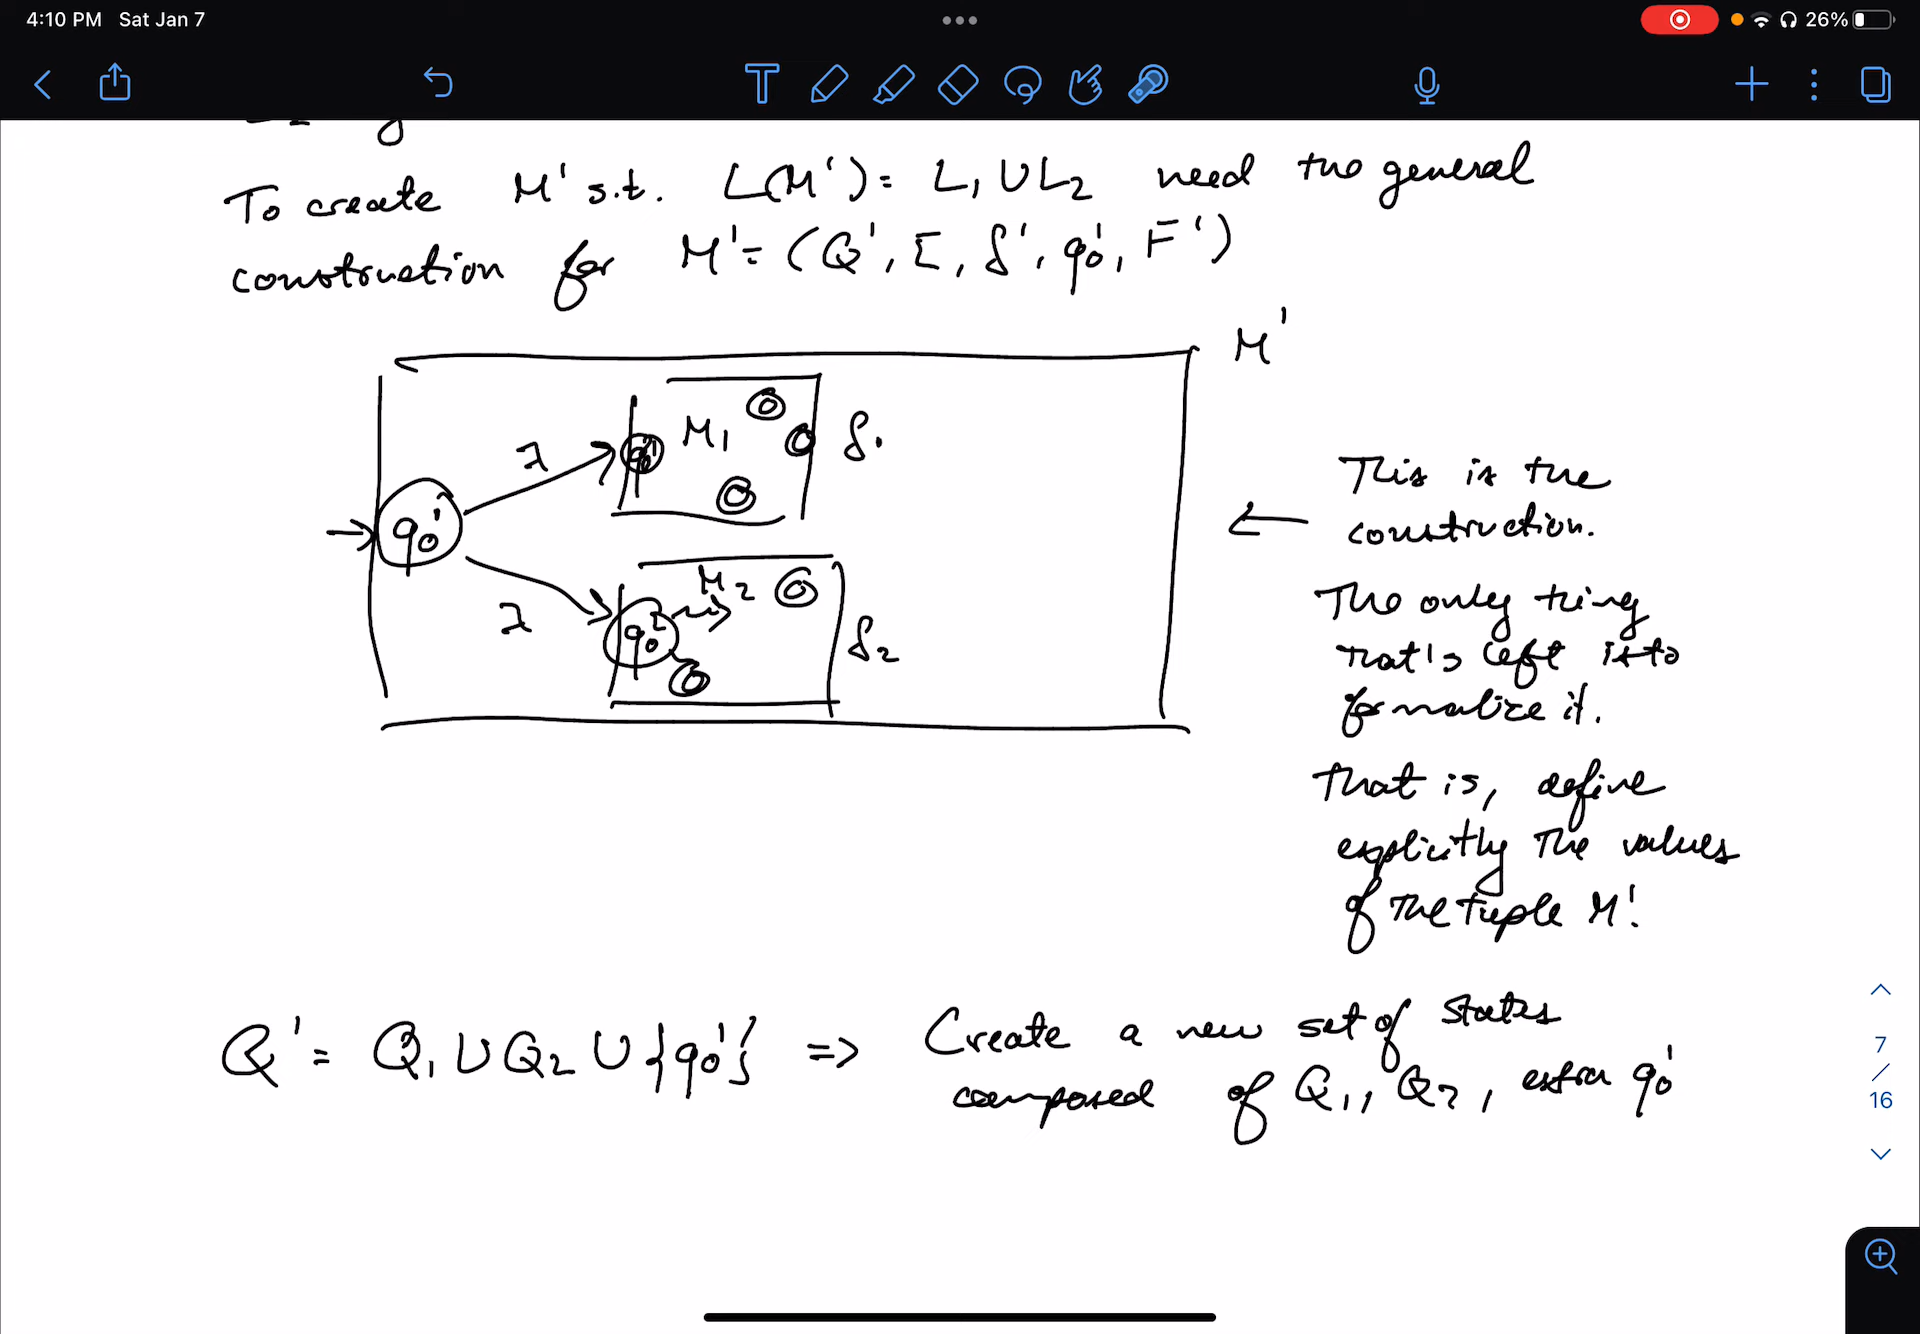 4:10 PM Sat Jan 7
26%
To create M' s.t. L(M') = L₁ ∪ L₂ need the general
construction for M' = (Q', Σ, δ', q₀', F')
M'
M₁
δ₁
λ
q₀¹
q₀'
λ
M₂
q₀²
δ₂
This is the
construction.
The only thing
that's left is to
formalize it.
That is, define
explicitly the values
of the tuple M'.
Q' = Q₁ ∪ Q₂ ∪ {q₀'} => Create a new set of states
composed of Q₁, Q₂, extra q₀'
7
/
16